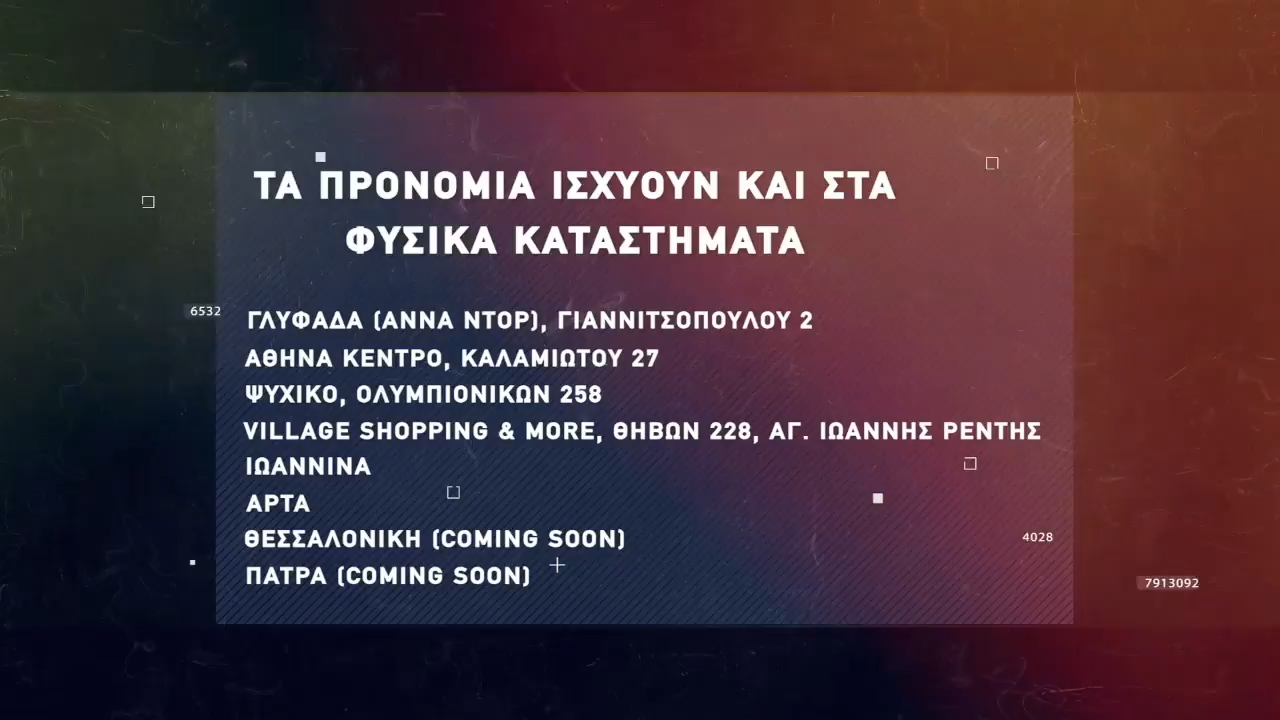 ΤΑ ΠΡΟΝΟΜΙΑ ΙΣΧΥΟΥΝ ΚΑΙ ΣΤΑ
ΦΥΣΙΚΑ ΚΑΤΑΣΤΗΜΑΤΑ
6532
ΓΛΥΦΑΔΑ (ΑΝΝΑ ΝΤΟΡ), ΓΙΑΝΝΙΤΣΟΠΟΥΛΟΥ 2
ΑΘΗΝΑ ΚΕΝΤΡΟ, ΚΑΛΑΜΙΩΤΟΥ 27
ΨΥΧΙΚΟ, ΟΛΥΜΠΙΟΝΙΚΩΝ 258
VILLAGE SHOPPING & MORE, ΘΗΒΩΝ 228, ΑΓ. ΙΩΑΝΝΗΣ ΡΕΝΤΗΣ
ΙΩΑΝΝΙΝΑ
ΑΡΤΑ
ΘΕΣΣΑΛΟΝΙΚΗ (COMING SOON)
4028
ΠΑΤΡΑ (COMING SOON)
7913092